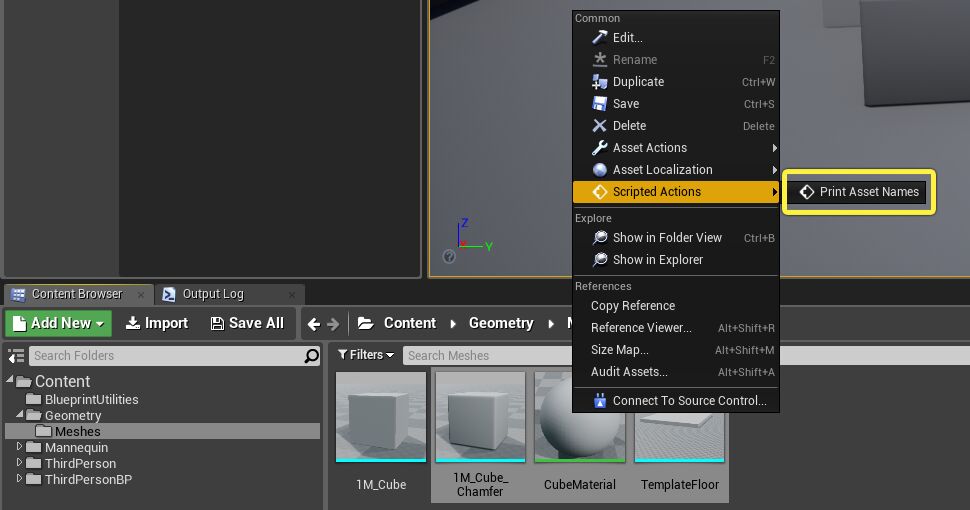 Common
Edit...
Rename F2
Duplicate Ctrl+W
Save Ctrl+S
Delete Delete
Asset Actions
Asset Localization
Scripted Actions
Print Asset Names
Explore
Show in Folder View Ctrl+B
Show in Explorer
References
Copy Reference
Reference Viewer... Alt+Shift+R
Size Map... Alt+Shift+M
Audit Assets... Alt+Shift+A
Connect To Source Control...
Z
Y
?
Content Browser
Output Log
Add New
Import
Save All
Content
Geometry
Search Folders
Filters
Search Meshes
Content
BlueprintUtilities
Geometry
Meshes
Mannequin
ThirdPerson
ThirdPersonBP
1M_Cube
1M_Cube_
Chamfer
CubeMaterial
TemplateFloor